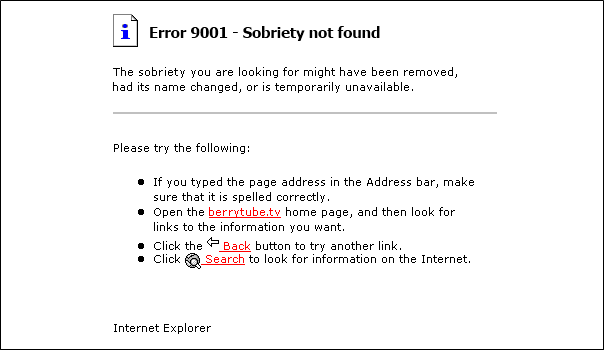 Error 9001 - Sobriety not found
The sobriety you are looking for might have been removed,
had its name changed, or is temporarily unavailable.
Please try the following:
If you typed the page address in the Address bar, make
sure that it is spelled correctly.
Open the berrytube.tv home page, and then look for
links to the information you want.
Click the Back button to try another link.
Click Search to look for information on the Internet.
Internet Explorer